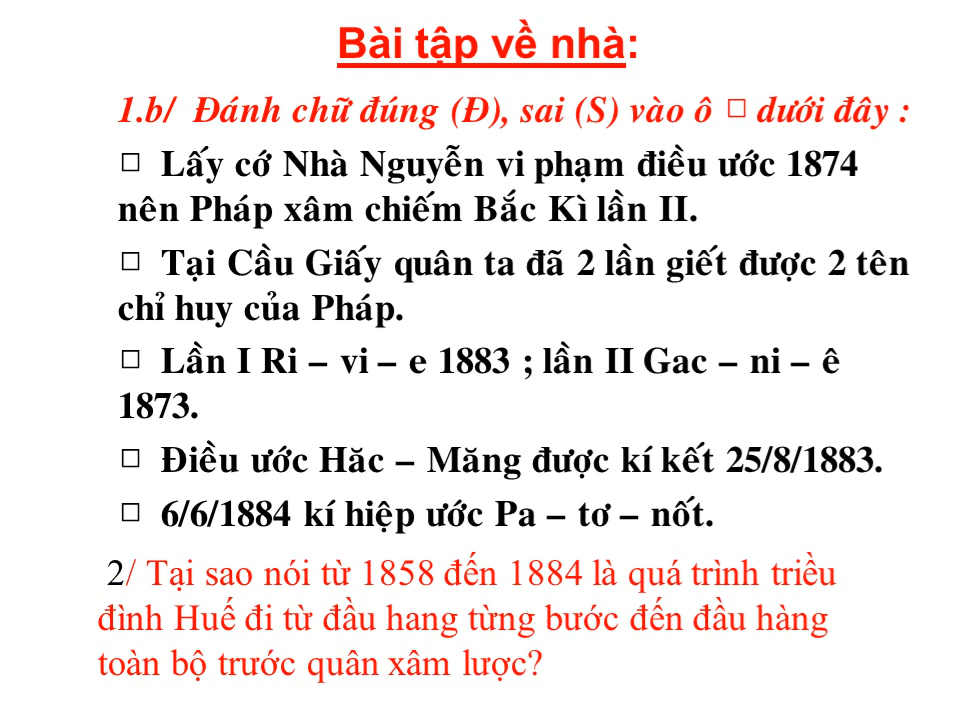 Bài tập về nhà:
1.b/ Đánh chữ đúng (Đ), sai (S) vào ô □ dưới đây :
□ Lấy cớ Nhà Nguyễn vi phạm điều ước 1874
nên Pháp xâm chiếm Bắc Kì lần II.
□ Tại Cầu Giấy quân ta đã 2 lần giết được 2 tên
chỉ huy của Pháp.
□ Lần I Ri – vi – e 1883 ; lần II Gac – ni – ê
1873.
□ Điều ước Hăc – Măng được kí kết 25/8/1883.
□ 6/6/1884 kí hiệp ước Pa – tơ – nốt.
2/ Tại sao nói từ 1858 đến 1884 là quá trình triều
đình Huế đi từ đầu hang từng bước đến đầu hàng
toàn bộ trước quân xâm lược?